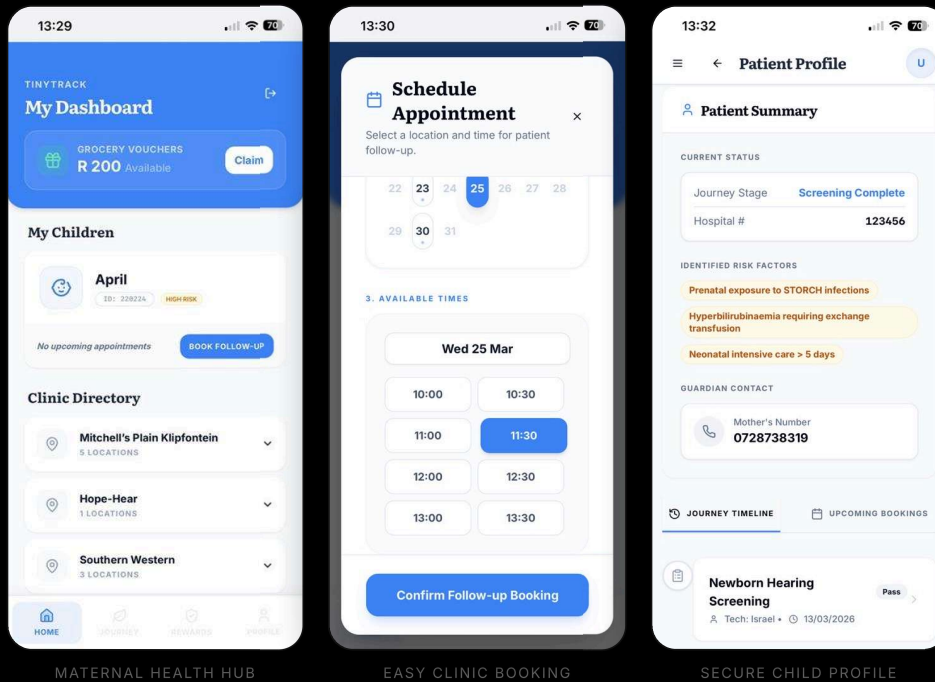 13:29
70
TINYTRACK
My Dashboard
GROCERY VOUCHERS
R 200 Available
Claim
My Children
April
ID: 220224
HIGH RISK
No upcoming appointments
BOOK FOLLOW-UP
Clinic Directory
Mitchell's Plain Klipfontein
5 LOCATIONS
Hope-Hear
1 LOCATIONS
Southern Western
3 LOCATIONS
HOME
JOURNEY
REWARDS
PROFILE
MATERNAL HEALTH HUB
13:30
70
Schedule
Appointment
Select a location and time for patient
follow-up.
22 23 24 25 26 27 28
29 30 31
3. AVAILABLE TIMES
Wed 25 Mar
10:00 10:30
11:00 11:30
12:00 12:30
13:00 13:30
Confirm Follow-up Booking
EASY CLINIC BOOKING
13:32
70
Patient Profile
U
Patient Summary
CURRENT STATUS
Journey Stage Screening Complete
Hospital # 123456
IDENTIFIED RISK FACTORS
Prenatal exposure to STORCH infections
Hyperbilirubinaemia requiring exchange
transfusion
Neonatal intensive care > 5 days
GUARDIAN CONTACT
Mother's Number
0728738319
JOURNEY TIMELINE
UPCOMING BOOKINGS
Newborn Hearing
Screening
Pass
Tech: Israel • 13/03/2026
SECURE CHILD PROFILE